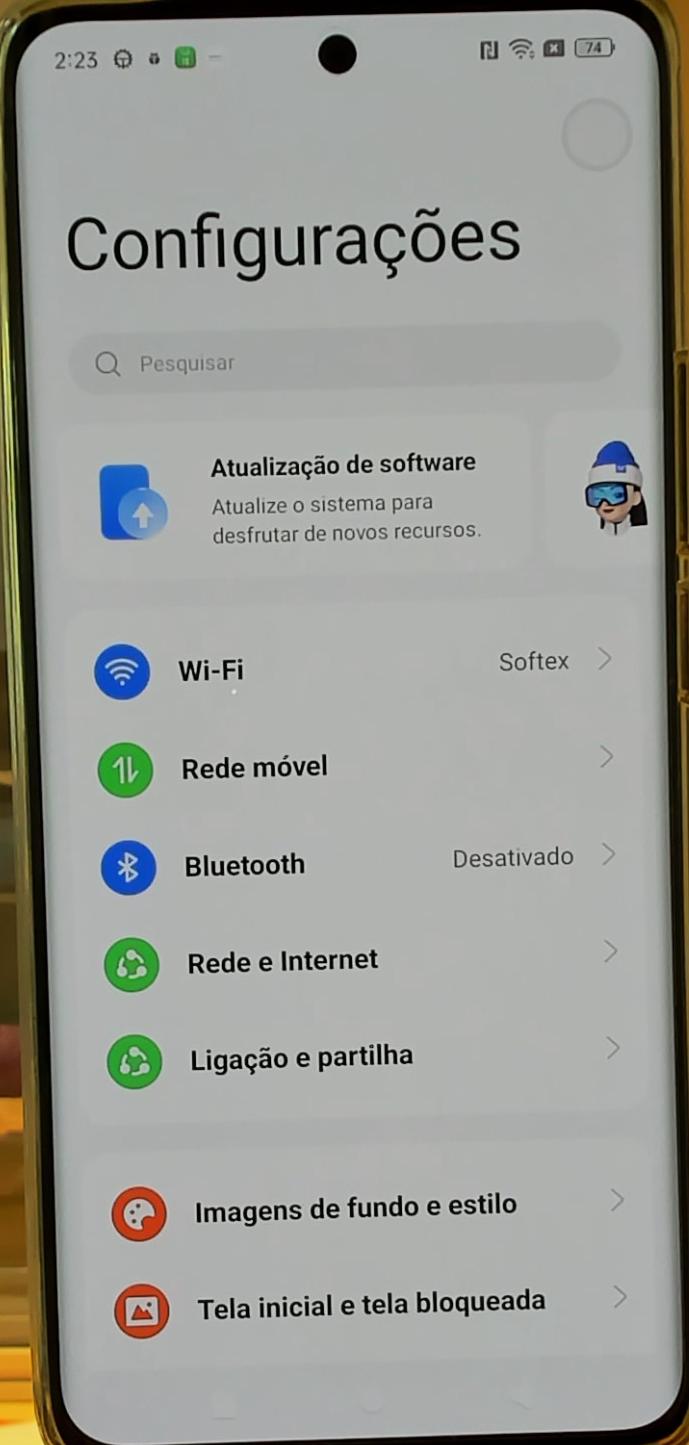 2:23
74
Configurações
Pesquisar
Atualização de software
Atualize o sistema para
desfrutar de novos recursos.
Wi-Fi Softex
Rede móvel
Bluetooth Desativado
Rede e Internet
Ligação e partilha
Imagens de fundo e estilo
Tela inicial e tela bloqueada